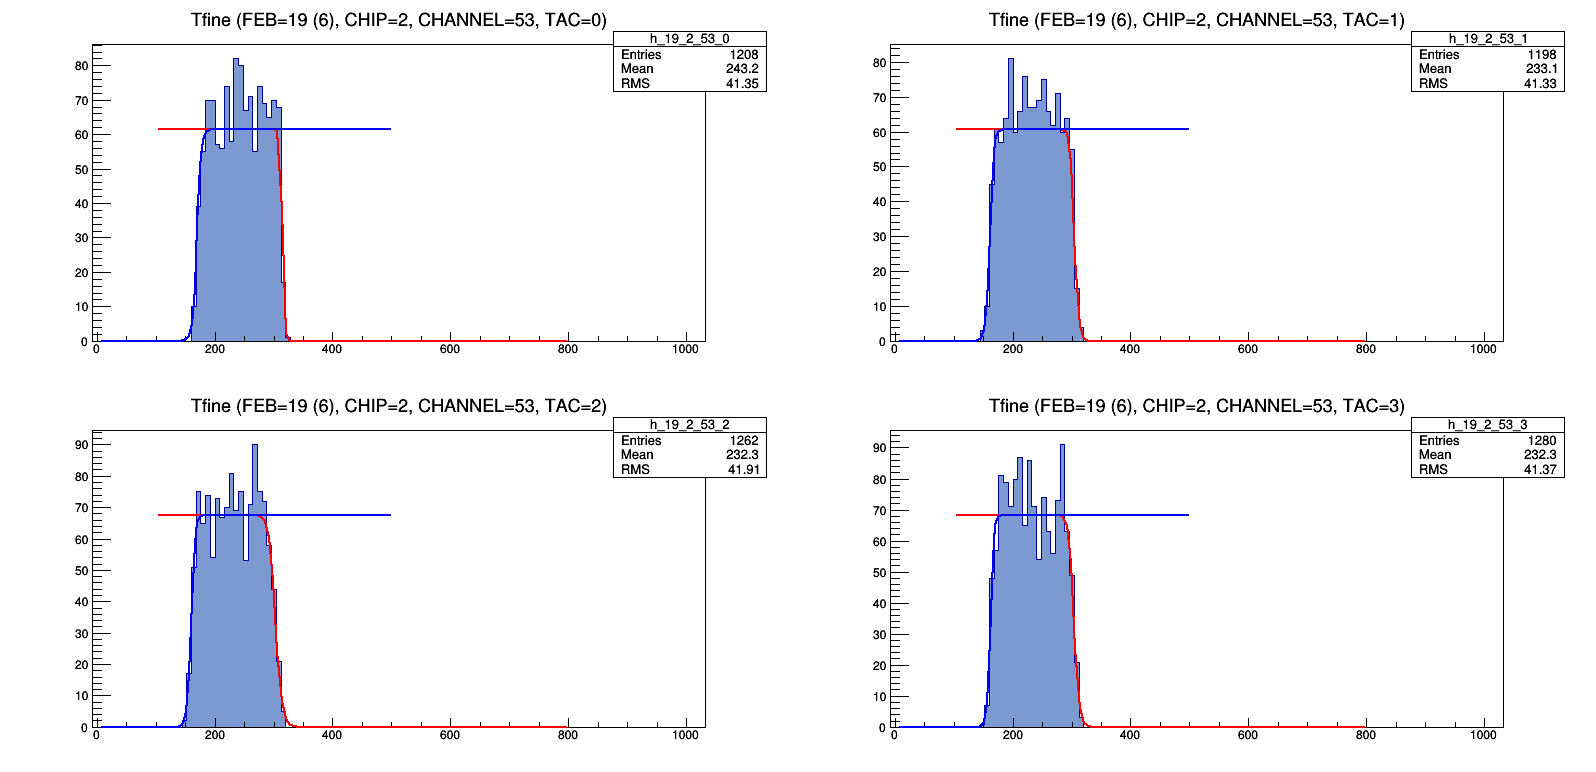 Tfine (FEB=19 (6), CHIP=2, CHANNEL=53, TAC=0)
h_19_2_53_0
Entries 1208
Mean 243.2
RMS 41.35
80
70
60
50
40
30
20
10
0
0 200 400 600 800 1000
Tfine (FEB=19 (6), CHIP=2, CHANNEL=53, TAC=1)
h_19_2_53_1
Entries 1198
Mean 233.1
RMS 41.33
80
70
60
50
40
30
20
10
0
0 200 400 600 800 1000
Tfine (FEB=19 (6), CHIP=2, CHANNEL=53, TAC=2)
h_19_2_53_2
Entries 1262
Mean 232.3
RMS 41.91
90
80
70
60
50
40
30
20
10
0
0 200 400 600 800 1000
Tfine (FEB=19 (6), CHIP=2, CHANNEL=53, TAC=3)
h_19_2_53_3
Entries 1280
Mean 232.3
RMS 41.37
90
80
70
60
50
40
30
20
10
0
0 200 400 600 800 1000